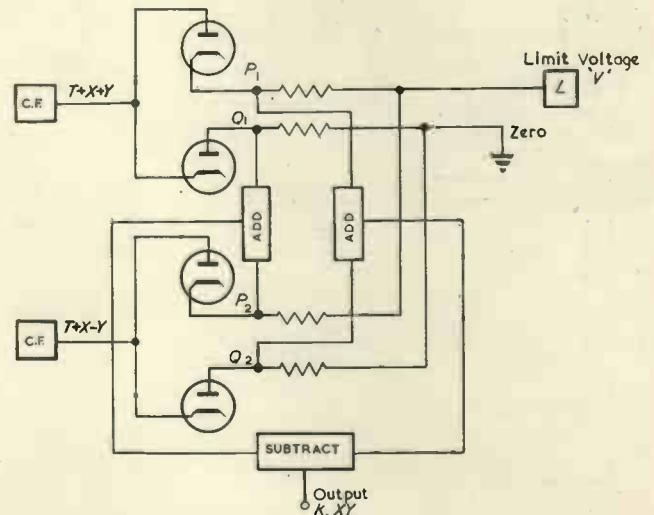 P1
Limit Voltage
'V'
C.F.
T+X+Y
L
Q1
Zero
ADD
ADD
P2
C.F.
T+X-Y
Q2
SUBTRACT
Output
K.XY